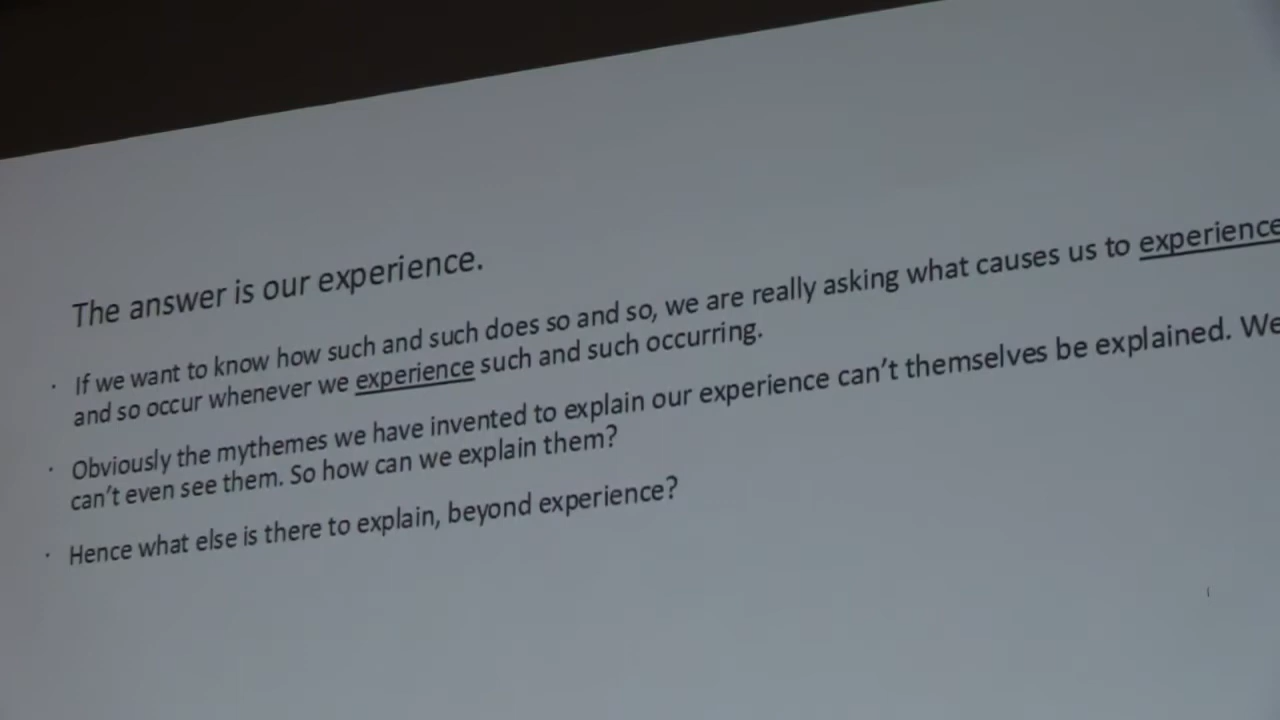 The answer is our experience.
· If we want to know how such and such does so and so, we are really asking what causes us to experience
and so occur whenever we experience such and such occurring.
· Obviously the mythemes we have invented to explain our experience can’t themselves be explained. We
can’t even see them. So how can we explain them?
· Hence what else is there to explain, beyond experience?